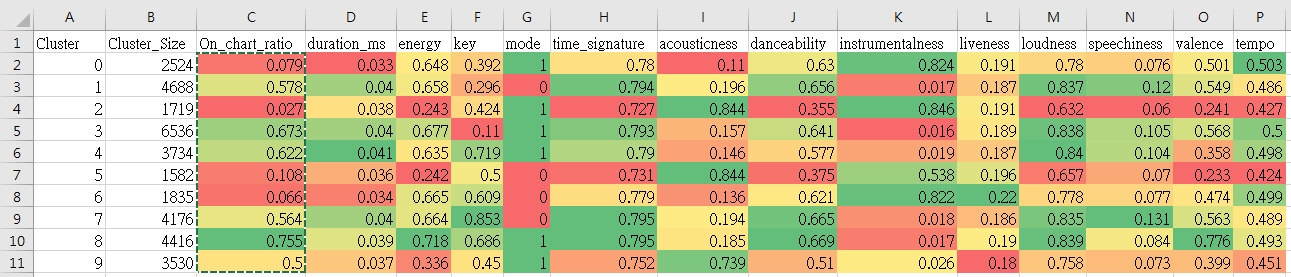 A B C D E F G H I J K L M N O P
1 Cluster Cluster_Size On_chart_ratio duration_ms energy key mode time_signature acousticness danceability instrumentalness liveness loudness speechiness valence tempo
2 0 2524 0.079 0.033 0.648 0.392 1 0.78 0.11 0.63 0.824 0.191 0.78 0.076 0.501 0.503
3 1 4688 0.578 0.04 0.658 0.296 0 0.794 0.196 0.656 0.017 0.187 0.837 0.12 0.549 0.486
4 2 1719 0.027 0.038 0.243 0.424 1 0.727 0.844 0.355 0.846 0.191 0.632 0.06 0.241 0.427
5 3 6536 0.673 0.04 0.677 0.11 1 0.793 0.157 0.641 0.016 0.189 0.838 0.105 0.568 0.5
6 4 3734 0.622 0.041 0.635 0.719 1 0.79 0.146 0.577 0.019 0.187 0.84 0.104 0.358 0.498
7 5 1582 0.108 0.036 0.242 0.5 0 0.731 0.844 0.375 0.538 0.196 0.657 0.07 0.233 0.424
8 6 1835 0.066 0.034 0.665 0.609 0 0.779 0.136 0.621 0.822 0.22 0.778 0.077 0.474 0.499
9 7 4176 0.564 0.04 0.664 0.853 0 0.795 0.194 0.665 0.018 0.186 0.835 0.131 0.563 0.489
10 8 4416 0.755 0.039 0.718 0.686 1 0.795 0.185 0.669 0.017 0.19 0.839 0.084 0.776 0.493
11 9 3530 0.5 0.037 0.336 0.45 1 0.752 0.739 0.51 0.026 0.18 0.758 0.073 0.399 0.451